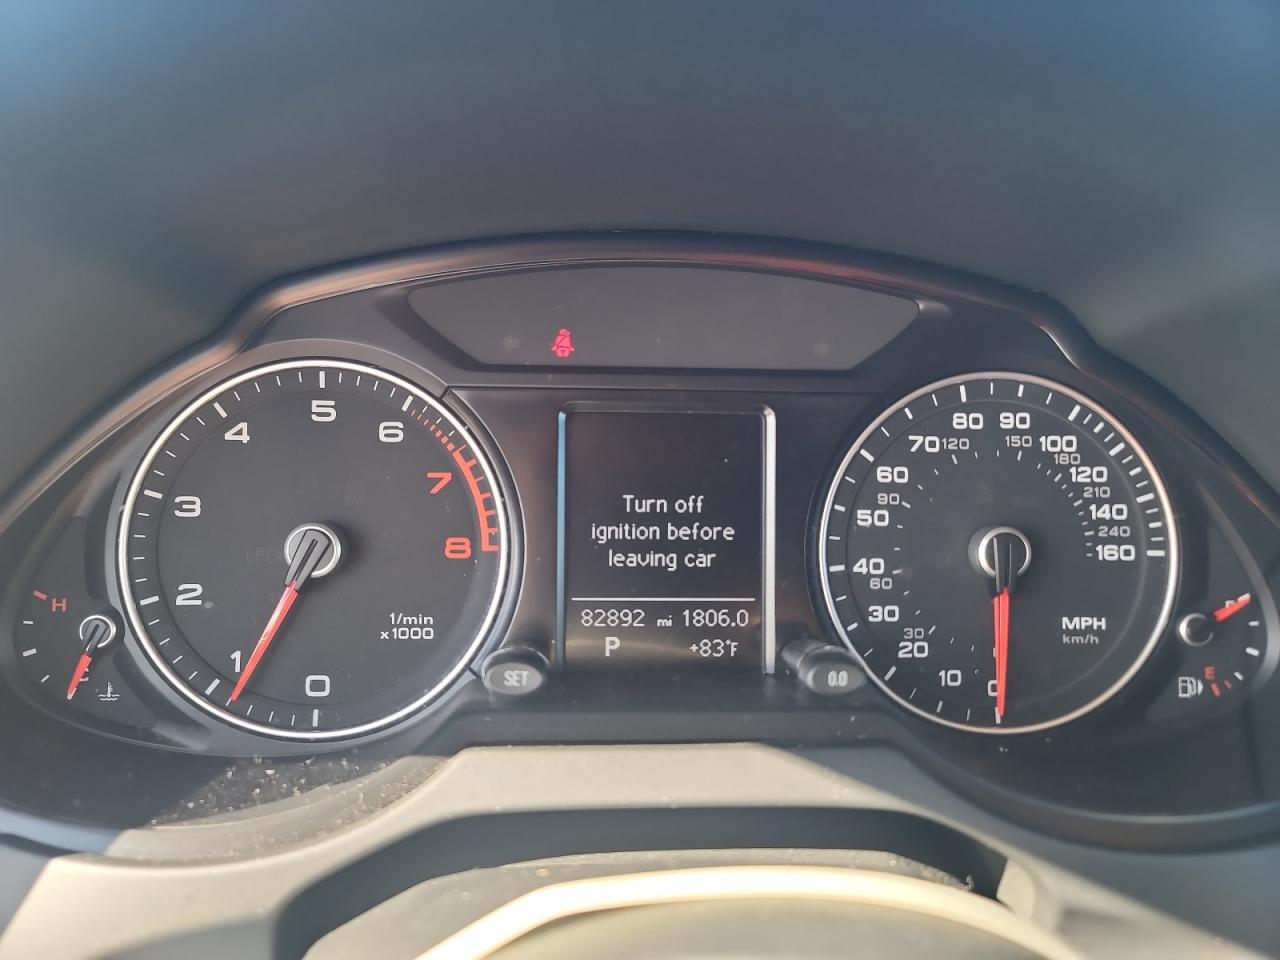 5
4
6
3
7
8
2
1/min
x1000
1
0
H
C
SET
Turn off
ignition before
leaving car
82892 mi 1806.0
P +83°F
0.0
80 90
70 120 150 100
180
60 120
90 210
50 140
240
160
40
60
30
30
20
MPH
km/h
10
0
E